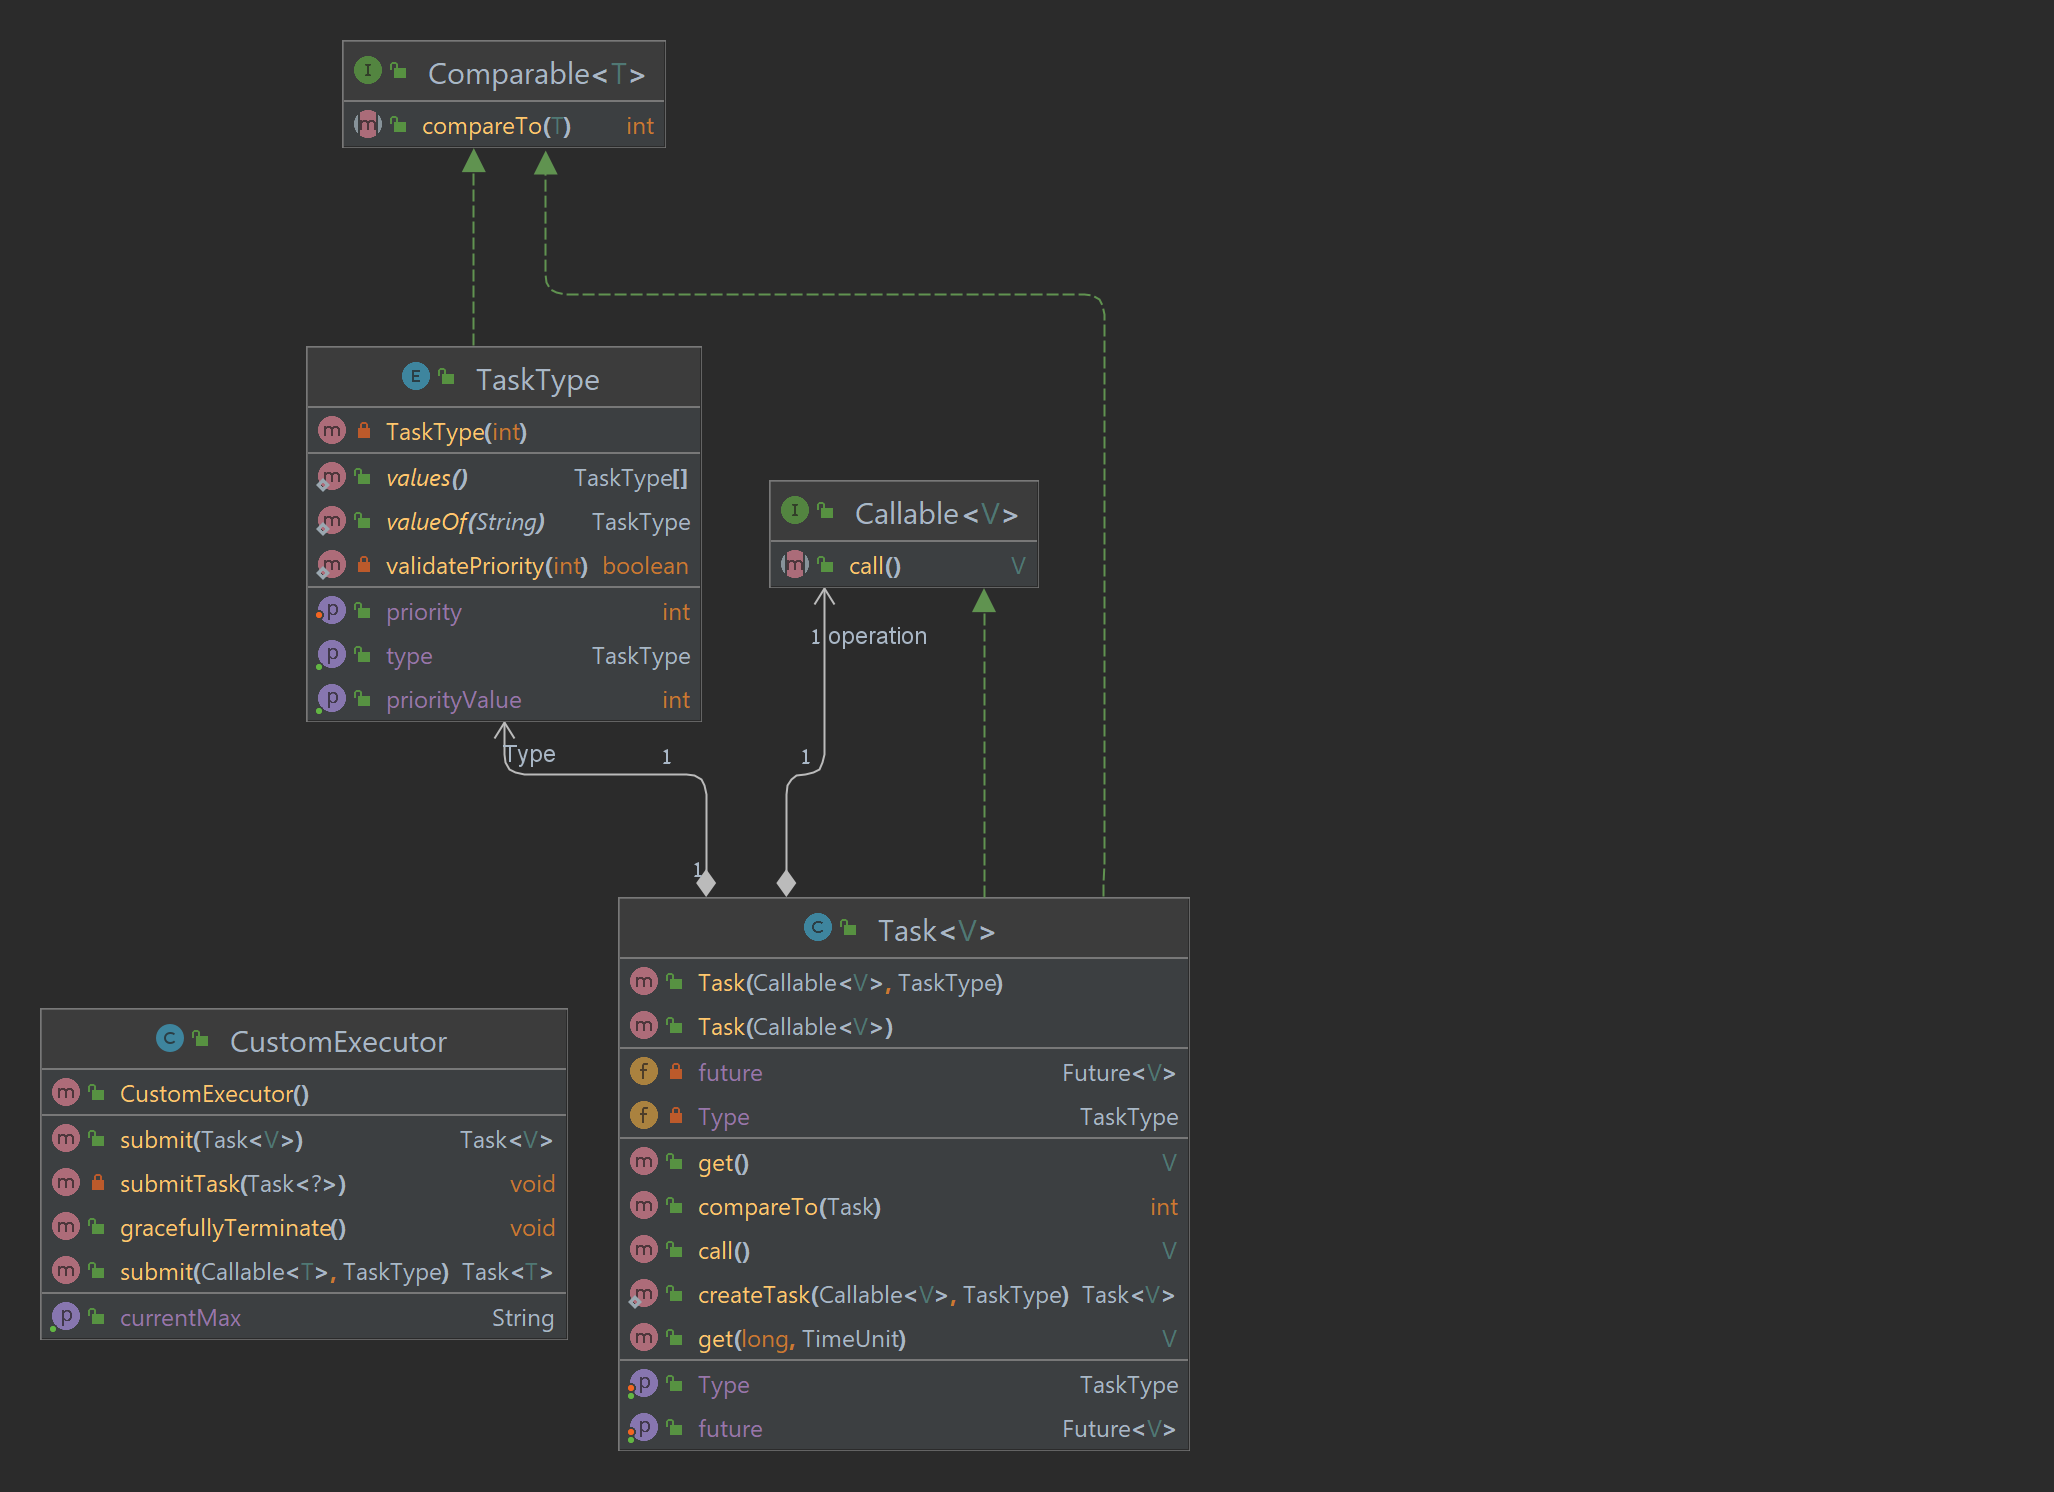 I Comparable<T>
m compareTo(T) int
E TaskType
m TaskType(int)
m values() TaskType[]
m valueOf(String) TaskType
m validatePriority(int) boolean
p priority int
p type TaskType
p priorityValue int
I Callable<V>
m call() V
1 operation
Type 1
1
1
C Task<V>
m Task(Callable<V>, TaskType)
m Task(Callable<V>)
f future Future<V>
f Type TaskType
m get() V
m compareTo(Task) int
m call() V
m createTask(Callable<V>, TaskType) Task<V>
m get(long, TimeUnit) V
p Type TaskType
p future Future<V>
C CustomExecutor
m CustomExecutor()
m submit(Task<V>) Task<V>
m submitTask(Task<?>) void
m gracefullyTerminate() void
m submit(Callable<T>, TaskType) Task<T>
p currentMax String